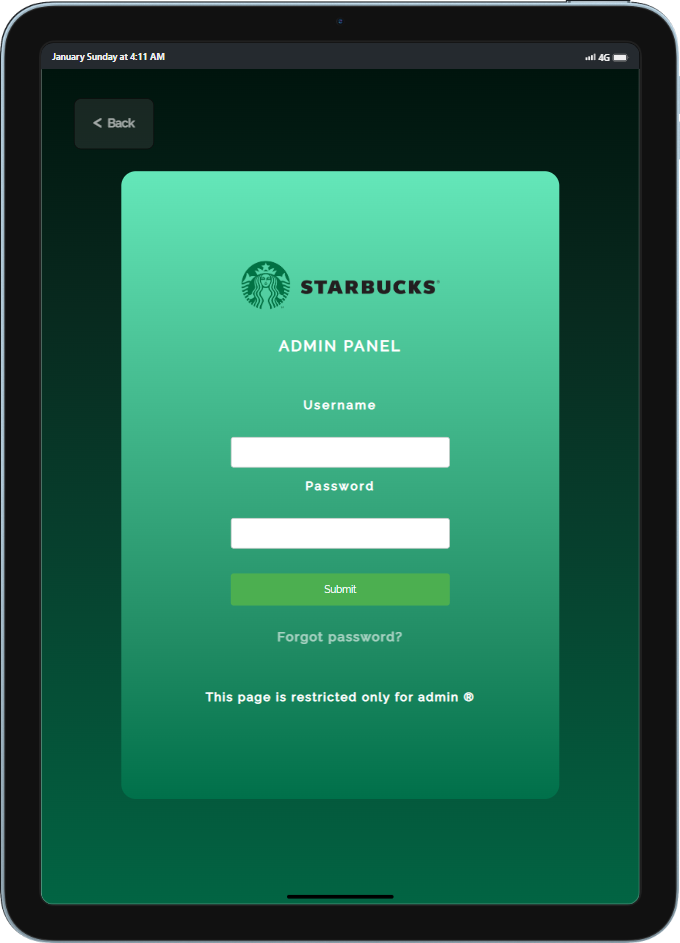 January Sunday at 4:11 AM
4G
< Back
STARBUCKS®
ADMIN PANEL
Username
Password
Submit
Forgot password?
This page is restricted only for admin ®